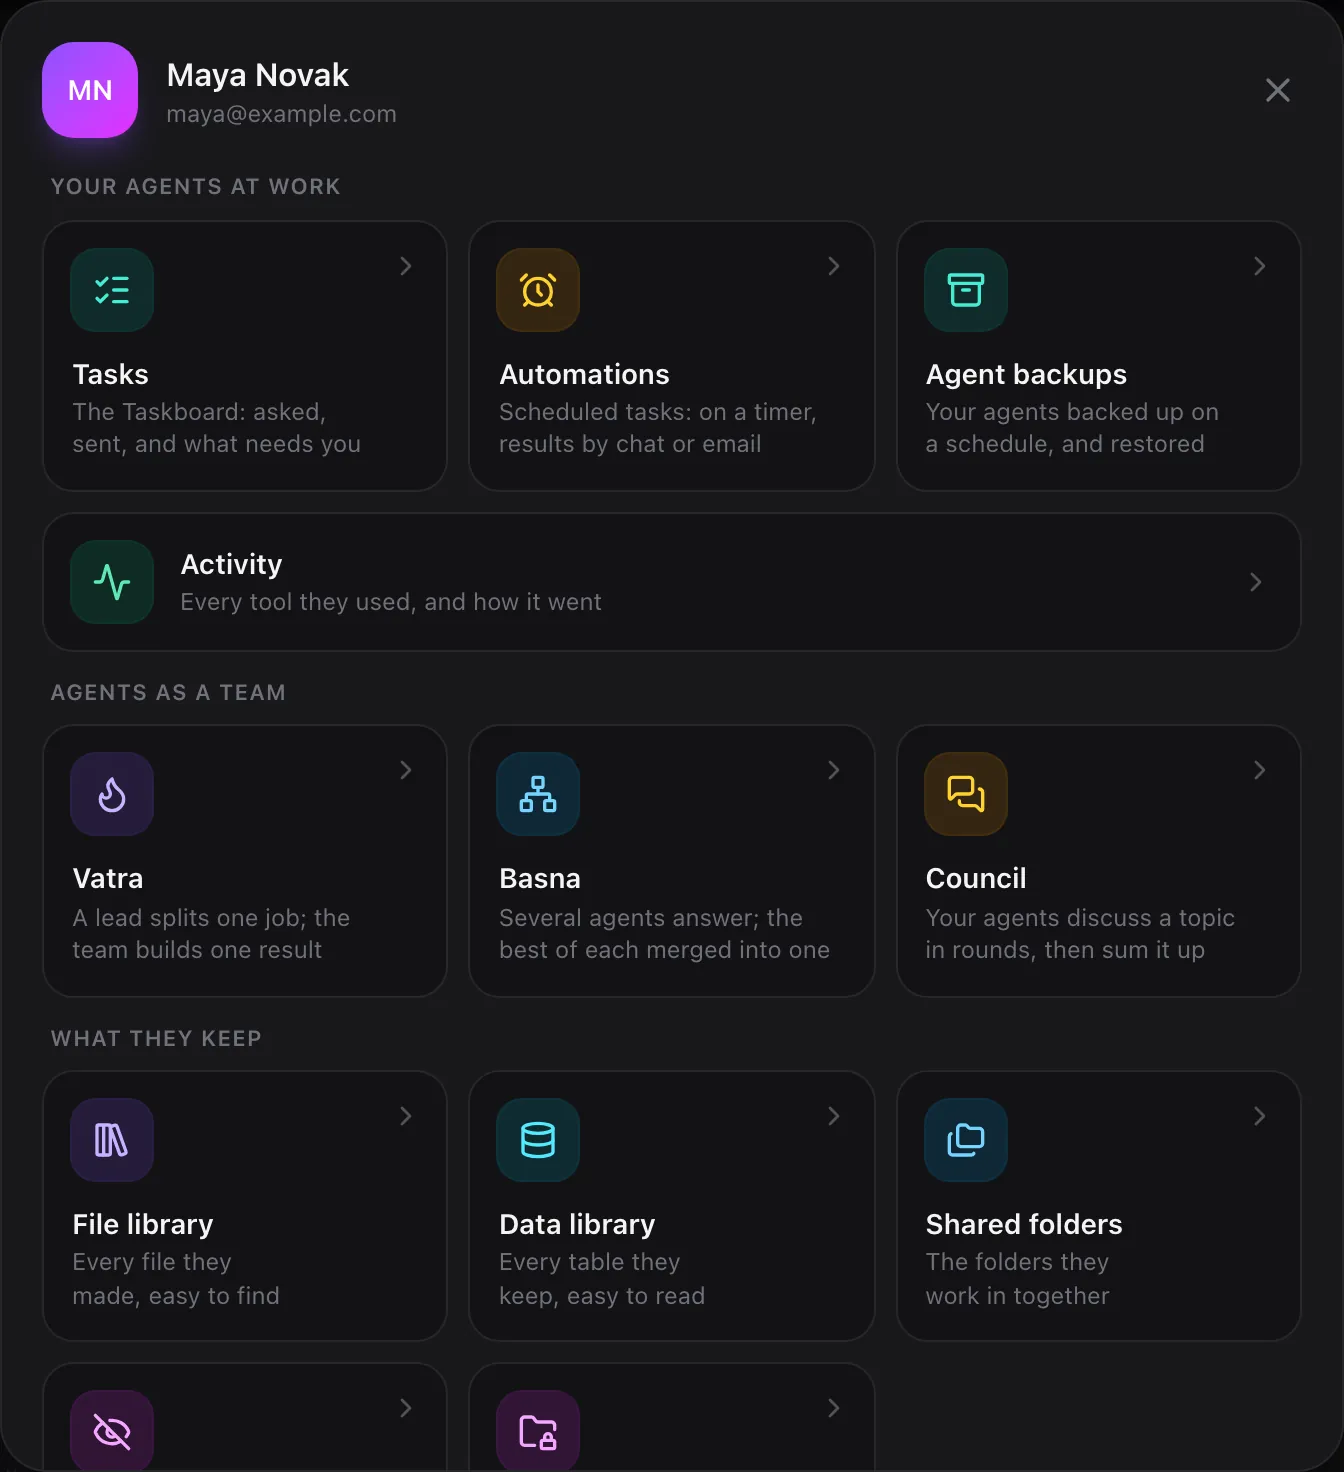 MN
Maya Novak
maya@example.com
YOUR AGENTS AT WORK
Tasks
The Taskboard: asked,
sent, and what needs you
Automations
Scheduled tasks: on a timer,
results by chat or email
Agent backups
Your agents backed up on
a schedule, and restored
Activity
Every tool they used, and how it went
AGENTS AS A TEAM
Vatra
A lead splits one job; the
team builds one result
Basna
Several agents answer; the
best of each merged into one
Council
Your agents discuss a topic
in rounds, then sum it up
WHAT THEY KEEP
File library
Every file they
made, easy to find
Data library
Every table they
keep, easy to read
Shared folders
The folders they
work in together